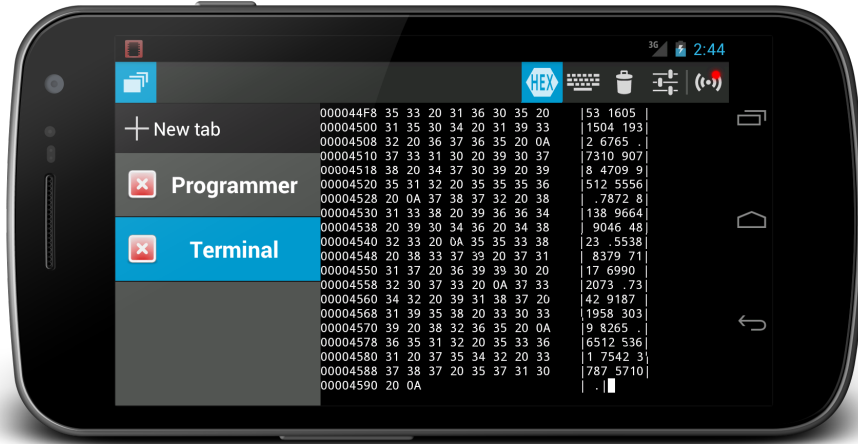 3G 2:44
HEX
New tab
Programmer
Terminal
000044F8 35 33 20 31 36 30 35 20 |53 1605 |
00004500 31 35 30 34 20 31 39 33 |1504 193|
00004508 32 20 36 37 36 35 20 0A |2 6765 .|
00004510 37 33 31 30 20 39 30 37 |7310 907|
00004518 38 20 34 37 30 39 20 39 |8 4709 9|
00004520 35 31 32 20 35 35 35 36 |512 5556|
00004528 20 0A 37 38 37 32 20 38 | .7872 8|
00004530 31 33 38 20 39 36 36 34 |138 9664|
00004538 20 39 30 34 36 20 34 38 | 9046 48|
00004540 32 33 20 0A 35 35 33 38 |23 .5538|
00004548 20 38 33 37 39 20 37 31 | 8379 71|
00004550 31 37 20 36 39 39 30 20 |17 6990 |
00004558 32 30 37 33 20 0A 37 33 |2073 .73|
00004560 34 32 20 39 31 38 37 20 |42 9187 |
00004568 31 39 35 38 20 33 30 33 |1958 303|
00004570 39 20 38 32 36 35 20 0A |9 8265 .|
00004578 36 35 31 32 20 35 33 36 |6512 536|
00004580 31 20 37 35 34 32 20 33 |1 7542 3|
00004588 37 38 37 20 35 37 31 30 |787 5710|
00004590 20 0A | .|